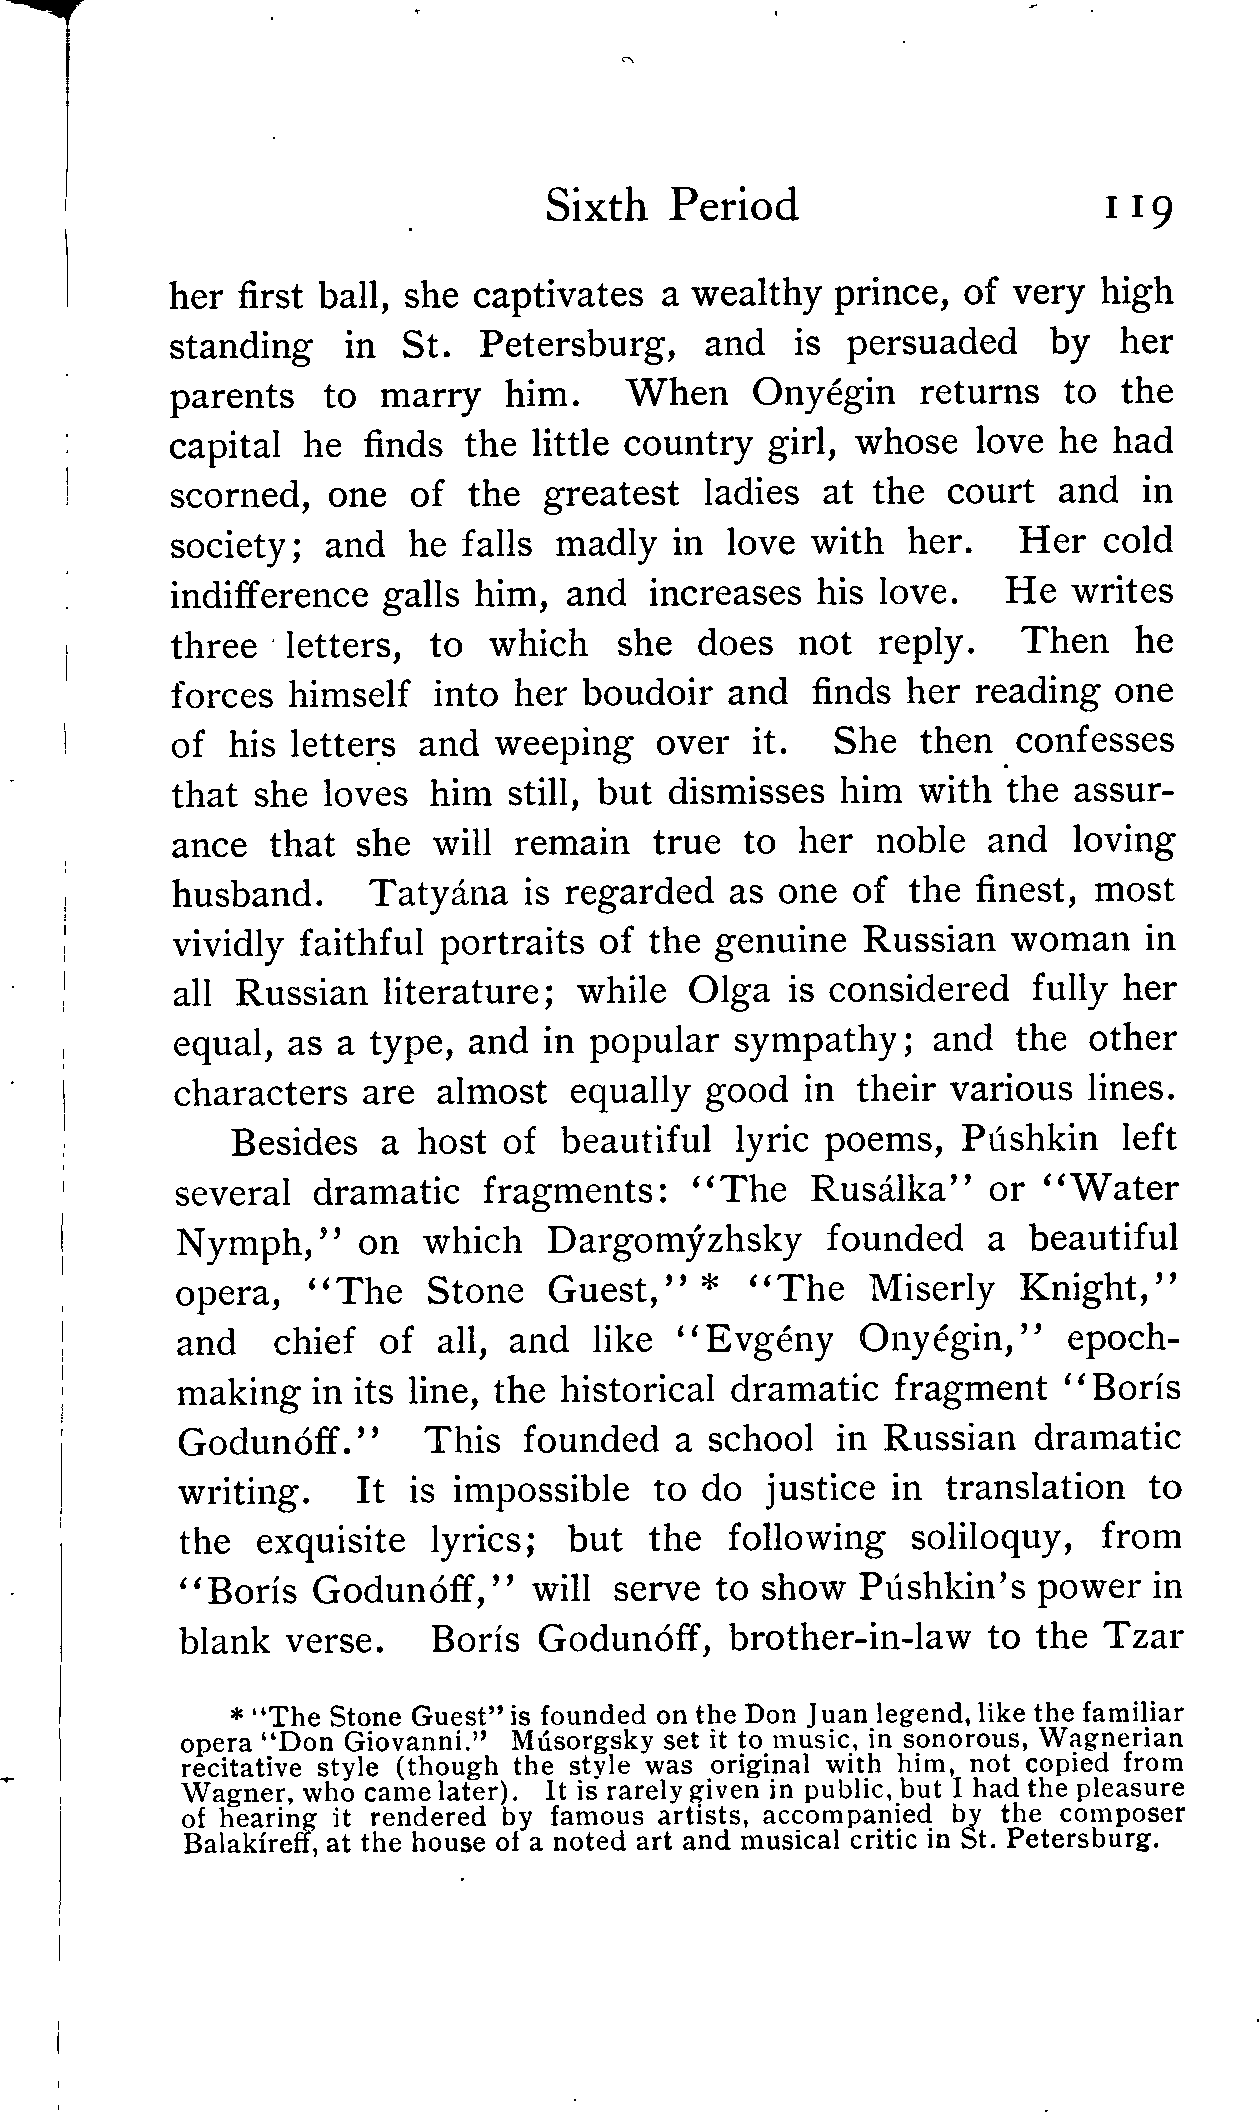 Sixth Period 119
her first ball, she captivates a wealthy prince, of very high
standing in St. Petersburg, and is persuaded by her
parents to marry him. When Onyégin returns to the
capital he finds the little country girl, whose love he had
scorned, one of the greatest ladies at the court and in
society; and he falls madly in love with her. Her cold
indifference galls him, and increases his love. He writes
three letters, to which she does not reply. Then he
forces himself into her boudoir and finds her reading one
of his letters and weeping over it. She then confesses
that she loves him still, but dismisses him with the assur-
ance that she will remain true to her noble and loving
husband. Tatyána is regarded as one of the finest, most
vividly faithful portraits of the genuine Russian woman in
all Russian literature; while Olga is considered fully her
equal, as a type, and in popular sympathy; and the other
characters are almost equally good in their various lines.
Besides a host of beautiful lyric poems, Púshkin left
several dramatic fragments: "The Rusálka" or "Water
Nymph," on which Dargomýzhsky founded a beautiful
opera, "The Stone Guest," * "The Miserly Knight,"
and chief of all, and like "Evgény Onyégin," epoch-
making in its line, the historical dramatic fragment "Borís
Godunóff." This founded a school in Russian dramatic
writing. It is impossible to do justice in translation to
the exquisite lyrics; but the following soliloquy, from
"Borís Godunóff," will serve to show Púshkin's power in
blank verse. Borís Godunóff, brother-in-law to the Tzar
* "The Stone Guest" is founded on the Don Juan legend, like the familiar
opera "Don Giovanni." Músorgsky set it to music, in sonorous, Wagnerian
recitative style (though the style was original with him, not copied from
Wagner, who came later). It is rarely given in public, but I had the pleasure
of hearing it rendered by famous artists, accompanied by the composer
Balakíreff, at the house of a noted art and musical critic in St. Petersburg.